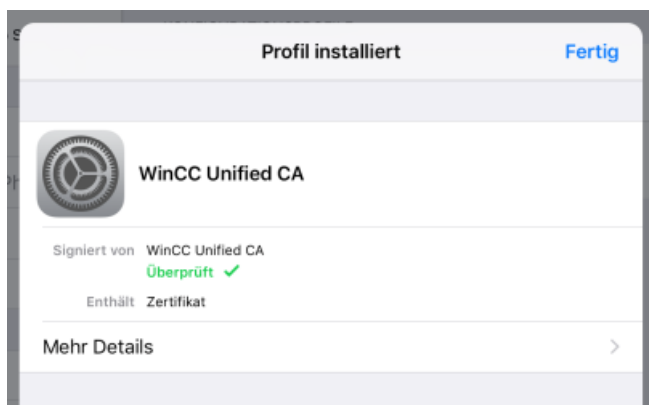 Profil installiert
Fertig
WinCC Unified CA
Signiert von WinCC Unified CA
Überprüft ✓
Enthält Zertifikat
Mehr Details